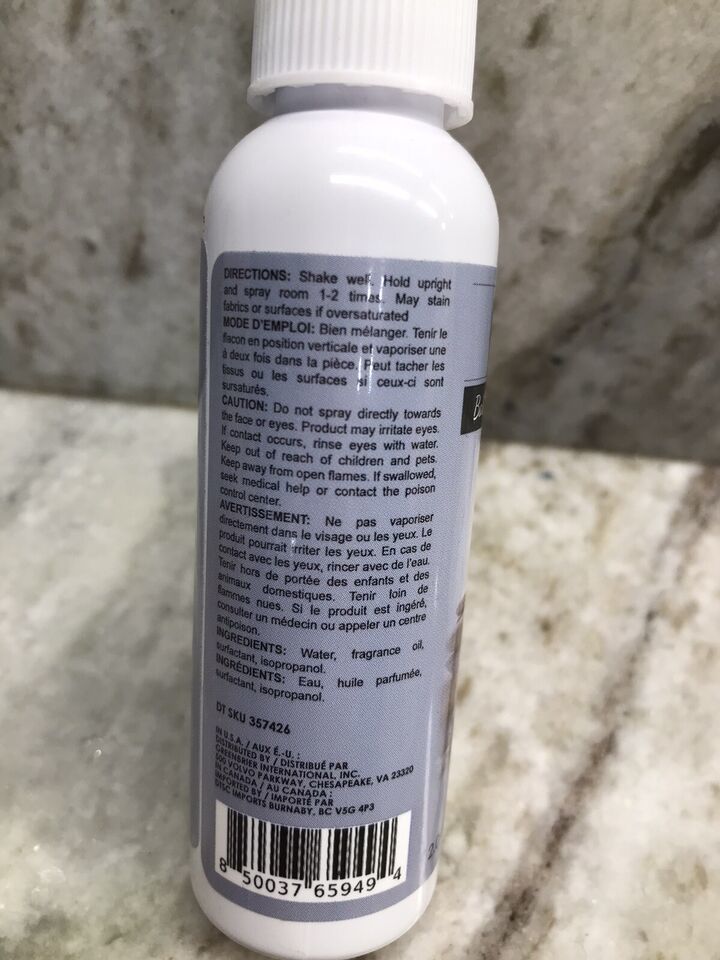 DIRECTIONS: Shake well. Hold upright
and spray room 1-2 times. May stain
fabrics or surfaces if oversaturated
MODE D'EMPLOI: Bien mélanger. Tenir le
flacon en position verticale et vaporiser une
à deux fois dans la pièce. Peut tacher les
tissus ou les surfaces si ceux-ci sont
sursaturés.
CAUTION: Do not spray directly towards
the face or eyes. Product may irritate eyes.
If contact occurs, rinse eyes with water.
Keep out of reach of children and pets.
Keep away from open flames. If swallowed,
seek medical help or contact the poison
control center.
AVERTISSEMENT: Ne pas vaporiser
directement dans le visage ou les yeux. Le
produit pourrait irriter les yeux. En cas de
contact avec les yeux, rincer avec de l'eau.
Tenir hors de portée des enfants et des
animaux domestiques. Tenir loin de
flammes nues. Si le produit est ingéré,
consulter un médecin ou appeler un centre
antipoison.
INGREDIENTS: Water, fragrance oil,
surfactant, isopropanol.
INGRÉDIENTS: Eau, huile parfumée,
surfactant, isopropanol.
DT SKU 357426
IN U.S.A. / AUX É.-U. :
DISTRIBUTED BY / DISTRIBUÉ PAR
GREENBRIER INTERNATIONAL, INC.
500 VOLVO PARKWAY, CHESAPEAKE, VA 23320
IN CANADA / AU CANADA :
IMPORTED BY / IMPORTÉ PAR
DTSC IMPORTS BURNABY, BC V5G 4P3
8 50037 65949 4